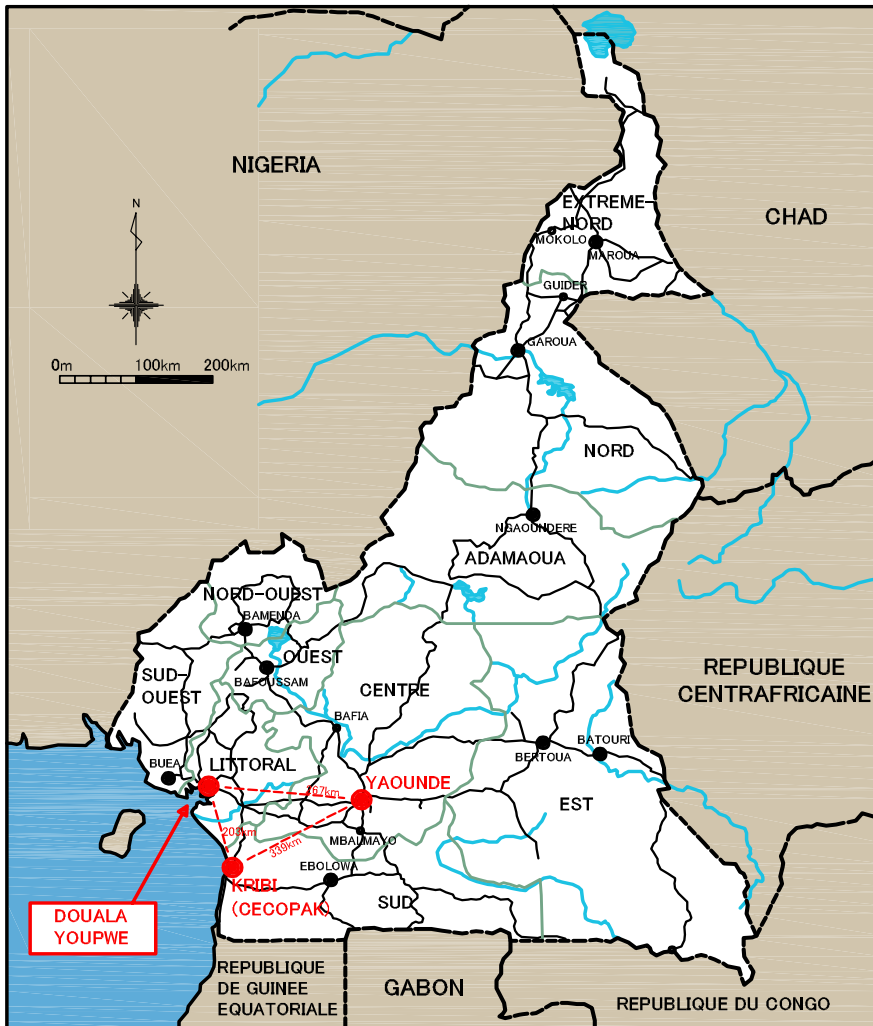 NIGERIA
CHAD
N
0m
100km
200km
EXTREME-
NORD
MOKOLO
MAROUA
GUIDER
GAROUA
NORD
NGAOUNDERE
ADAMAOUA
NORD-OUEST
BAMENDA
OUEST
SUD-
OUEST
BAFOUSSAM
CENTRE
BAFIA
REPUBLIQUE
CENTRAFRICAINE
BERTOUA
BATOURI
BUEA
LITTORAL
YAOUNDE
EST
203km
339km
MBALMAYO
EBOLOWA
KRIBI
(CECOPAK)
SUD
DOUALA
YOUPWE
REPUBLIQUE
DE GUINEE
EQUATORIALE
GABON
REPUBLIQUE DU CONGO